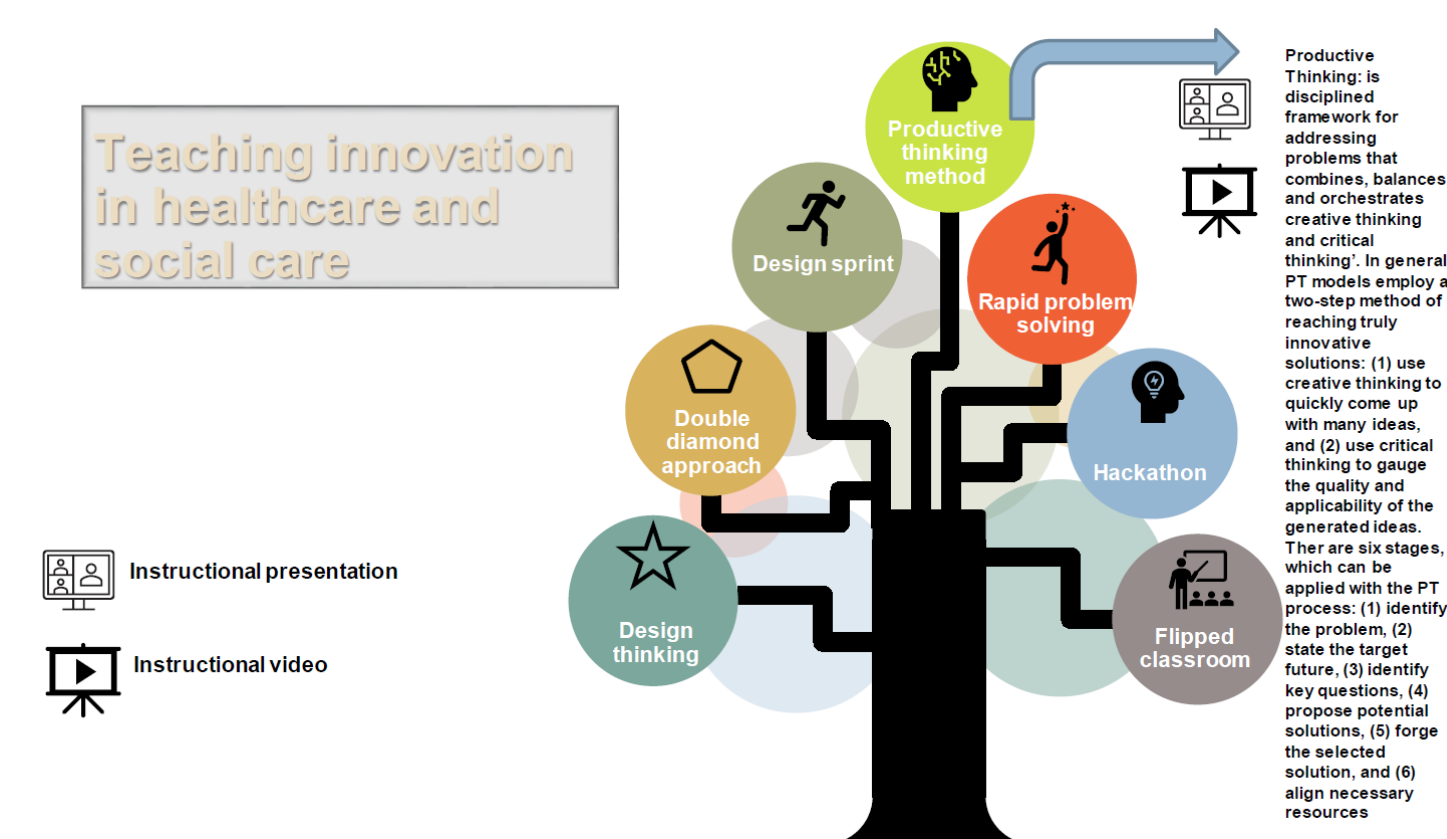 Teaching innovation
in healthcare and
social care
Productive
thinking
method
Design sprint
Rapid problem
solving
Double
diamond
approach
Hackathon
Design
thinking
Flipped
classroom
Instructional presentation
Instructional video
Productive
Thinking: is
disciplined
framework for
addressing
problems that
combines, balances
and orchestrates
creative thinking
and critical
thinking’. In general
PT models employ a
two-step method of
reaching truly
innovative
solutions: (1) use
creative thinking to
quickly come up
with many ideas,
and (2) use critical
thinking to gauge
the quality and
applicability of the
generated ideas.
Ther are six stages,
which can be
applied with the PT
process: (1) identify
the problem, (2)
state the target
future, (3) identify
key questions, (4)
propose potential
solutions, (5) forge
the selected
solution, and (6)
align necessary
resources